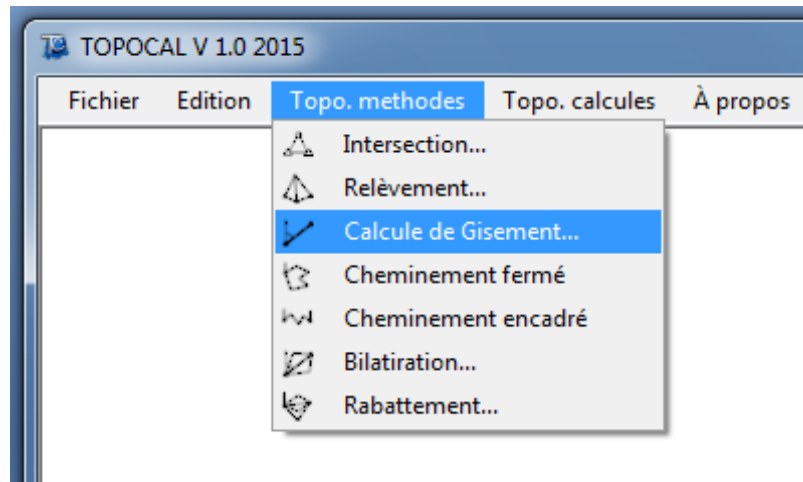 TOPOCAL V 1.0 2015
Fichier Edition Topo. methodes Topo. calcules À propos
Intersection...
Relèvement...
Calcule de Gisement...
Cheminement fermé
Cheminement encadré
Bilatiration...
Rabattement...